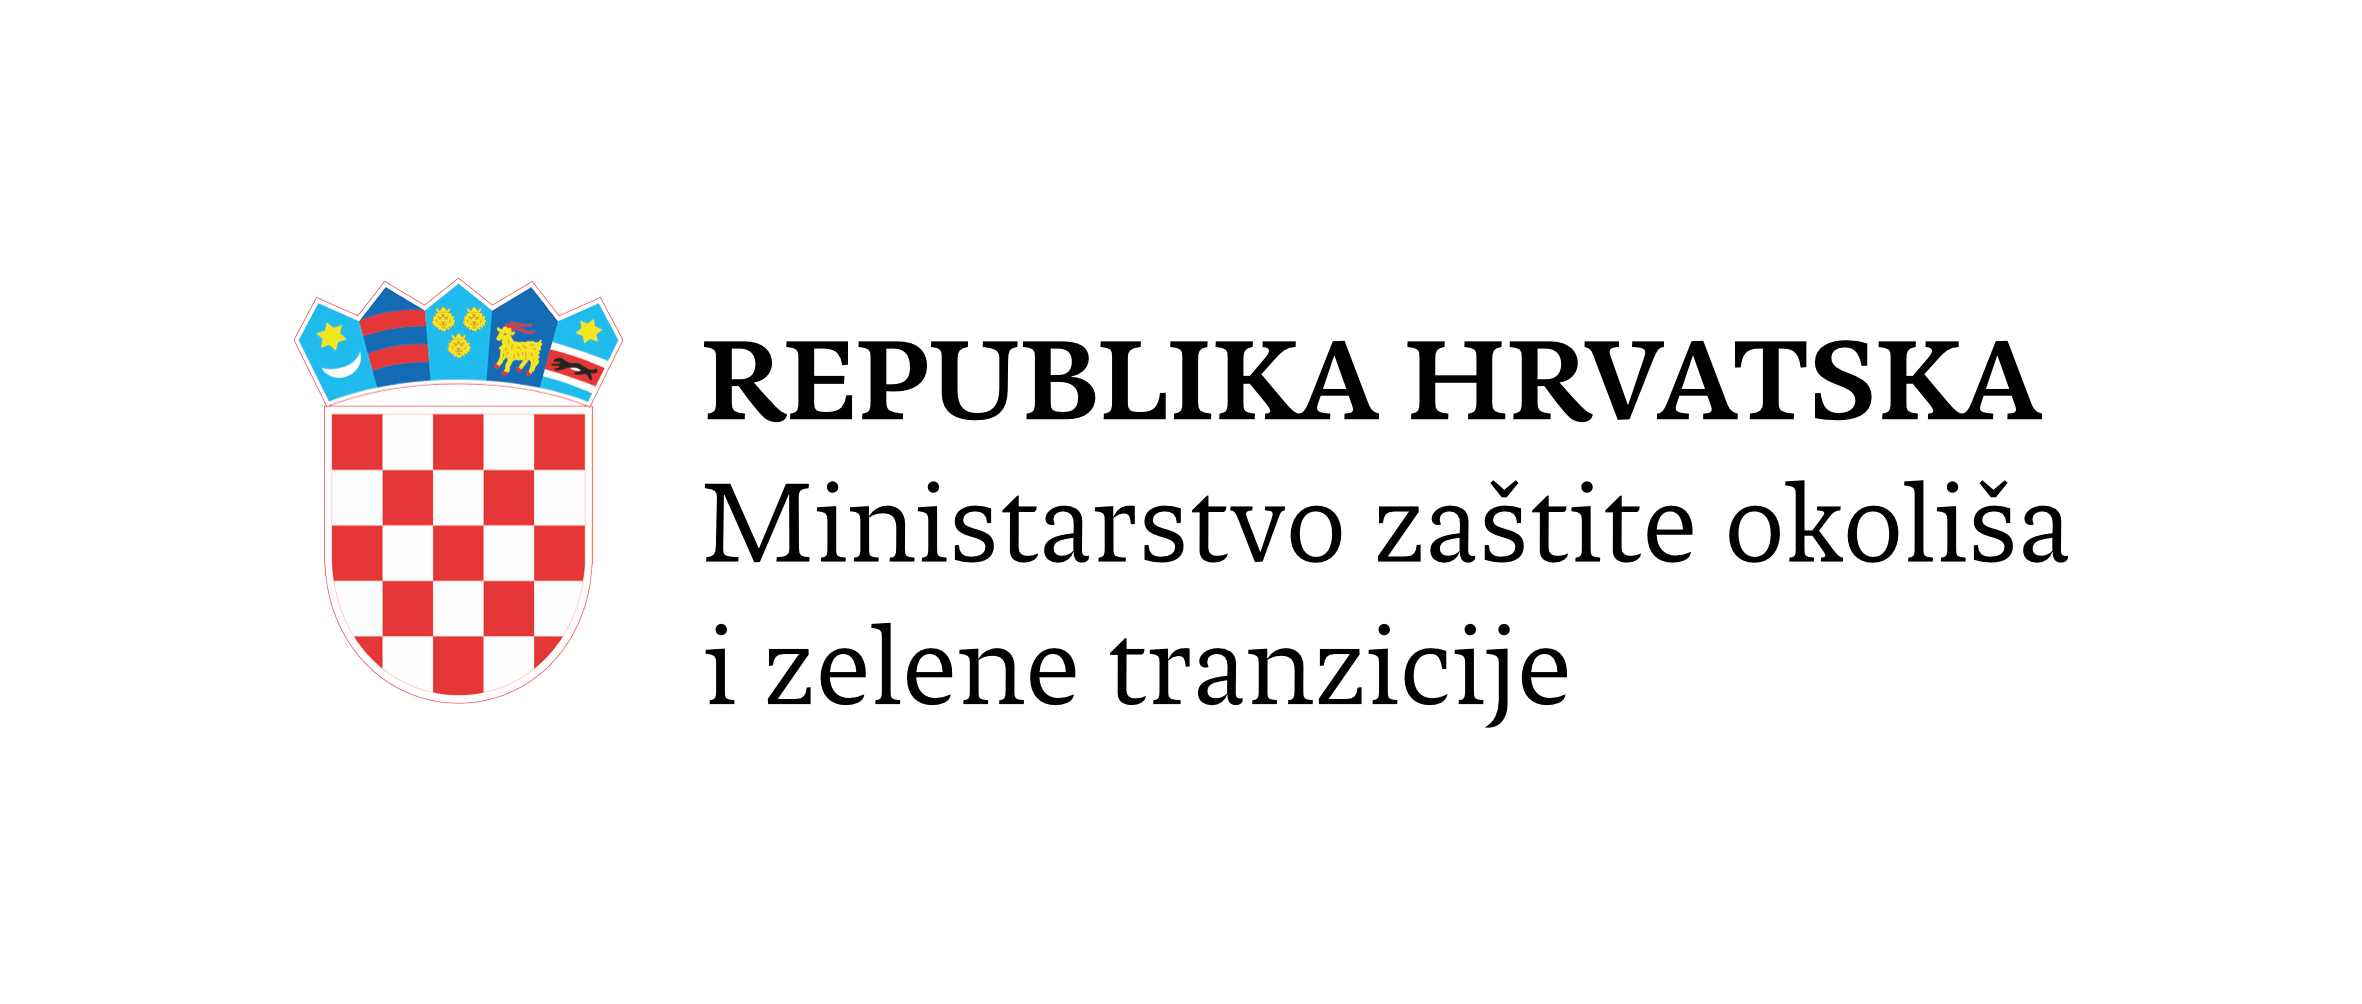 REPUBLIKA HRVATSKA
Ministarstvo zaštite okoliša
i zelene tranzicije